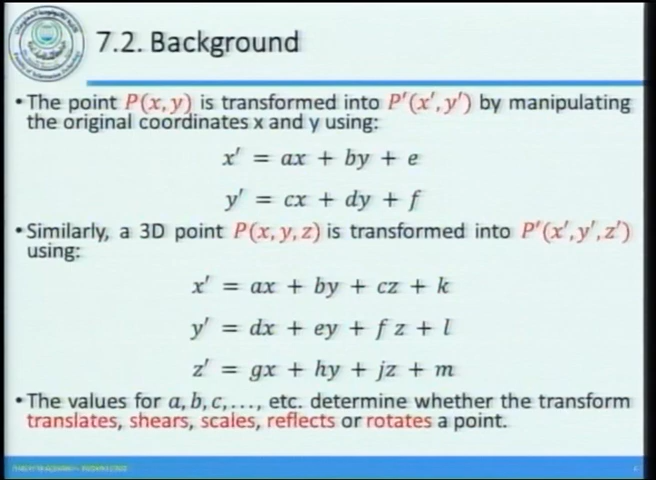 7.2. Background
•The point P(x, y) is transformed into P′(x′, y′) by manipulating
the original coordinates x and y using:
x′ = ax + by + e
y′ = cx + dy + f
•Similarly, a 3D point P(x, y, z) is transformed into P′(x′, y′, z′)
using:
x′ = ax + by + cz + k
y′ = dx + ey + fz + l
z′ = gx + hy + jz + m
•The values for a, b, c, . . . , etc. determine whether the transform
translates, shears, scales, reflects or rotates a point.